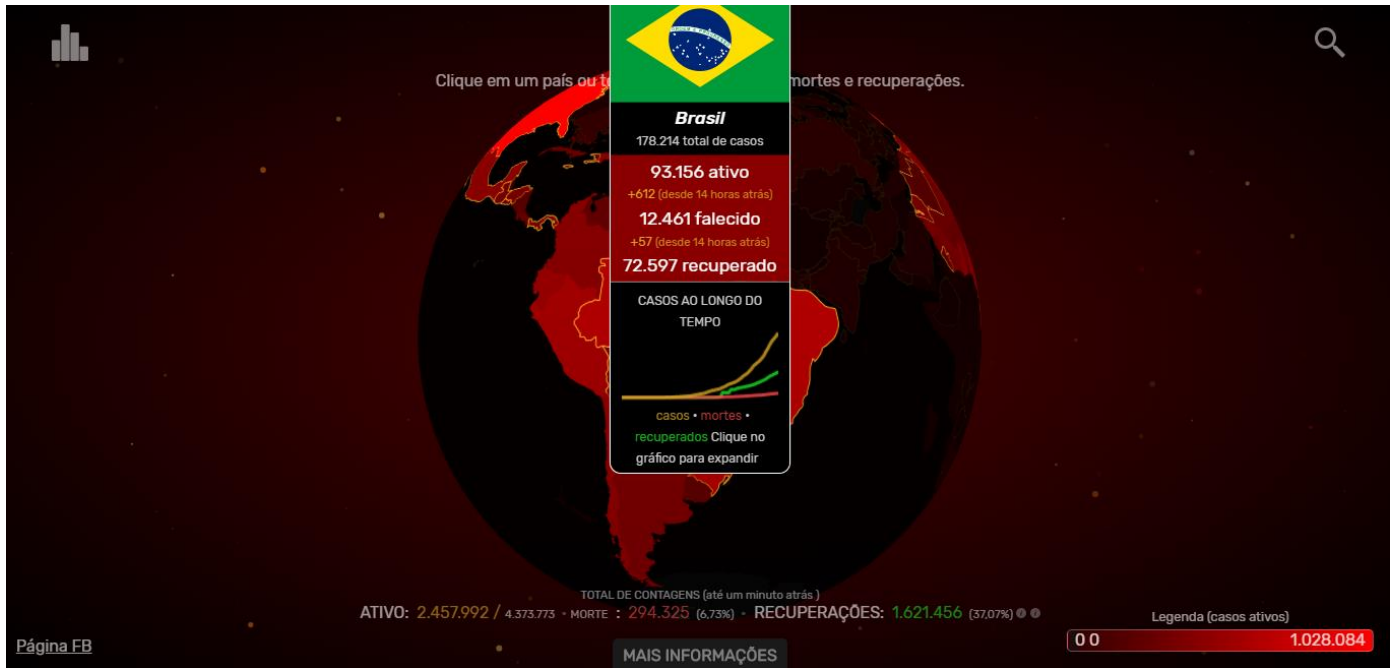 Clique em um país ou t
mortes e recuperações.
Brasil
178.214 total de casos
93.156 ativo
+612 (desde 14 horas atrás)
12.461 falecido
+57 (desde 14 horas atrás)
72.597 recuperado
CASOS AO LONGO DO
TEMPO
casos • mortes •
recuperados Clique no
gráfico para expandir
TOTAL DE CONTAGENS (até um minuto atrás )
ATIVO: 2.457.992 / 4.373.773 • MORTE : 294.325 (6,73%) • RECUPERAÇÕES: 1.621.456 (37,07%)
Legenda (casos ativos)
0 0 1.028.084
Página FB
MAIS INFORMAÇÕES